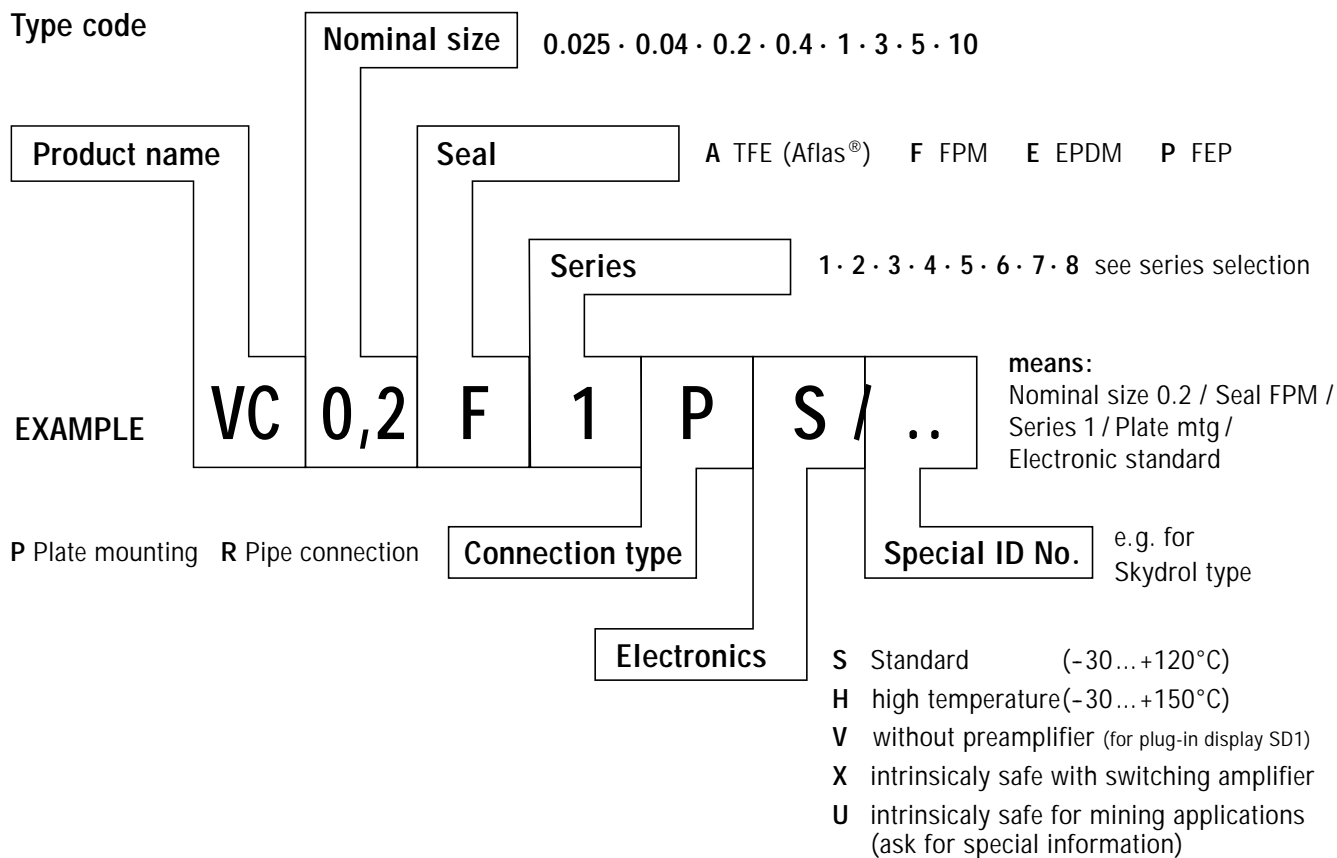 Type code
Nominal size
0.025 · 0.04 · 0.2 · 0.4 · 1 · 3 · 5 · 10
Product name
Seal
A TFE (Aflas®) F FPM E EPDM P FEP
Series
1 · 2 · 3 · 4 · 5 · 6 · 7 · 8 see series selection
EXAMPLE
VC 0,2 F 1 P S / ..
means:
Nominal size 0.2 / Seal FPM /
Series 1 / Plate mtg /
Electronic standard
P Plate mounting R Pipe connection
Connection type
Special ID No.
e.g. for
Skydrol type
Electronics
S Standard (-30...+120°C)
H high temperature (-30...+150°C)
V without preamplifier (for plug-in display SD1)
X intrinsicaly safe with switching amplifier
U intrinsicaly safe for mining applications
(ask for special information)